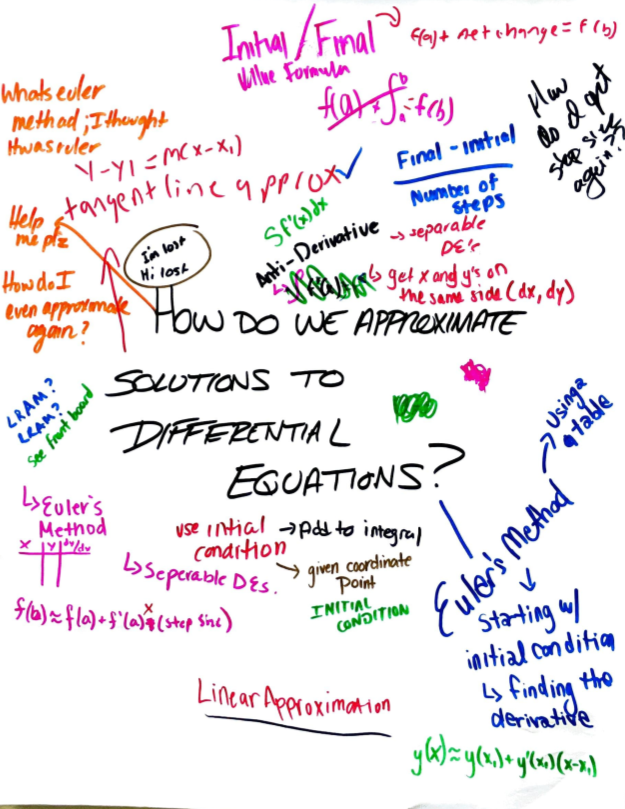 Initial / Final
Value Formula
f(a) + net change = f(b)
f(a) + ∫ₐᵇ = f(b)
How
do I get
step size
again??
Whats euler
method, I thought
It was ruler
Y-Y1 = M(x-x₁)
tangent line approx ✓
Final - initial
Number of
steps
Help
me plz
I'm lost
Hi lost
Sf'(x)dx
Anti-Derivative
→ separable
DE's
↳ get x and y's on
the same side (dx, dy)
How do I
even approximate
again?
HOW DO WE APPROXIMATE
SOLUTIONS TO
DIFFERENTIAL
EQUATIONS?
LRAM?
LRAM?
see front board
↳ Euler's
Method
x | y | dy/dx
↳ Seperable DEs.
f(b) ≈ f(a) + f'(a) x (step size)
use intial
condition
→ Add to integral
→ given coordinate
point
INITIAL
CONDITION
Euler's Method
→ Using a
table
↓
Starting w/
initial condition
↳ finding the
derivative
Linear Approximation
y(x) ≈ y(x₁) + y'(x₁)(x-x₁)